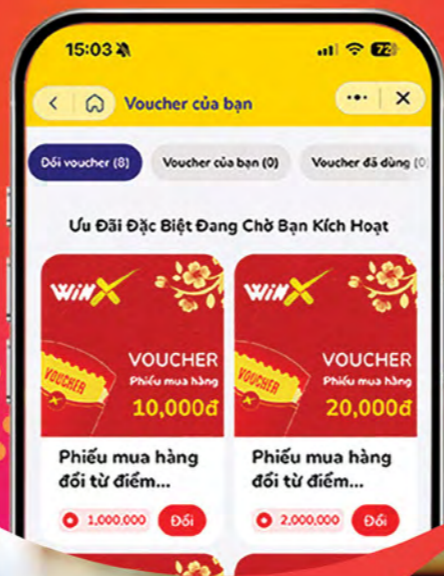 15:03
72
Voucher của bạn
Đổi voucher (8)
Voucher của bạn (0)
Voucher đã dùng (0)
Ưu Đãi Đặc Biệt Đang Chờ Bạn Kích Hoạt
WiNX
VOUCHER
Phiếu mua hàng
10,000đ
VOUCHER
WiNX
VOUCHER
Phiếu mua hàng
20,000đ
VOUCHER
Phiếu mua hàng
đổi từ điểm...
Phiếu mua hàng
đổi từ điểm...
1,000,000
Đổi
2,000,000
Đổi